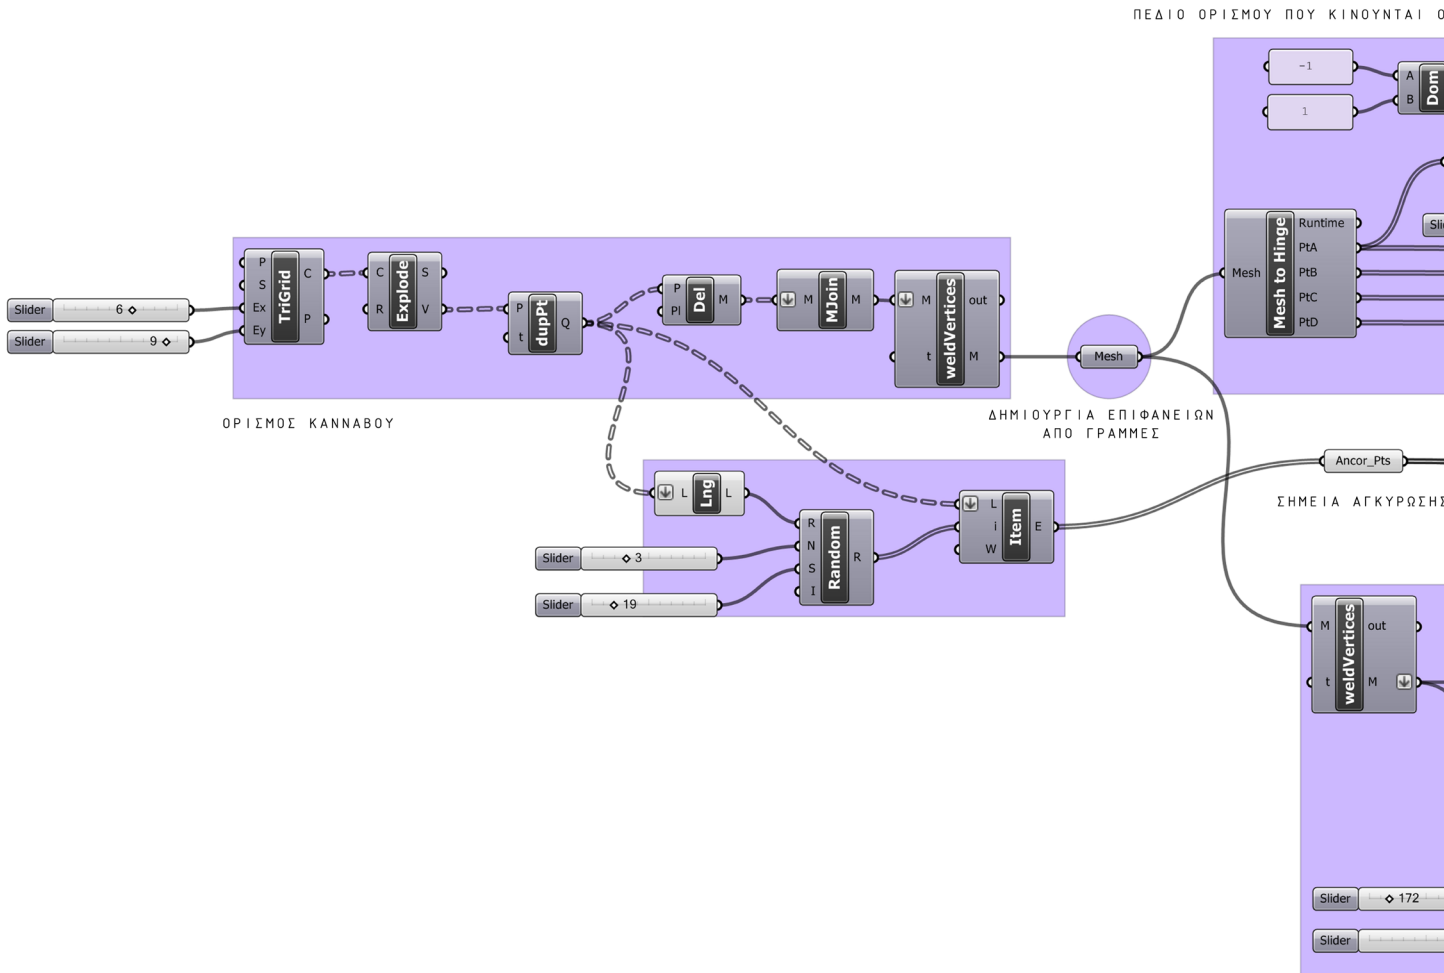 ΠΕΔΙΟ ΟΡΙΣΜΟΥ ΠΟΥ ΚΙΝΟΥΝΤΑΙ Ο
-1
1
A
B
Dom
Mesh
Mesh to Hinge
Runtime
PtA
PtB
PtC
PtD
Sli
Slider 6
Slider 9
P
S
Ex
Ey
TriGrid
C
P
C
R
Explode
S
V
P
t
dupPt
Q
P
Pl
Del
M
M
MJoin
M
M
t
weldVertices
out
M
Mesh
ΟΡΙΣΜΟΣ ΚΑΝΝΑΒΟΥ
ΔΗΜΙΟΥΡΓΙΑ ΕΠΙΦΑΝΕΙΩΝ
ΑΠΟ ΓΡΑΜΜΕΣ
L
Lng
L
Slider 3
Slider 19
R
N
S
I
Random
R
L
i
W
Item
E
Ancor_Pts
ΣΗΜΕΙΑ ΑΓΚΥΡΩΣΗΣ
M
t
weldVertices
out
M
Slider 172
Slider